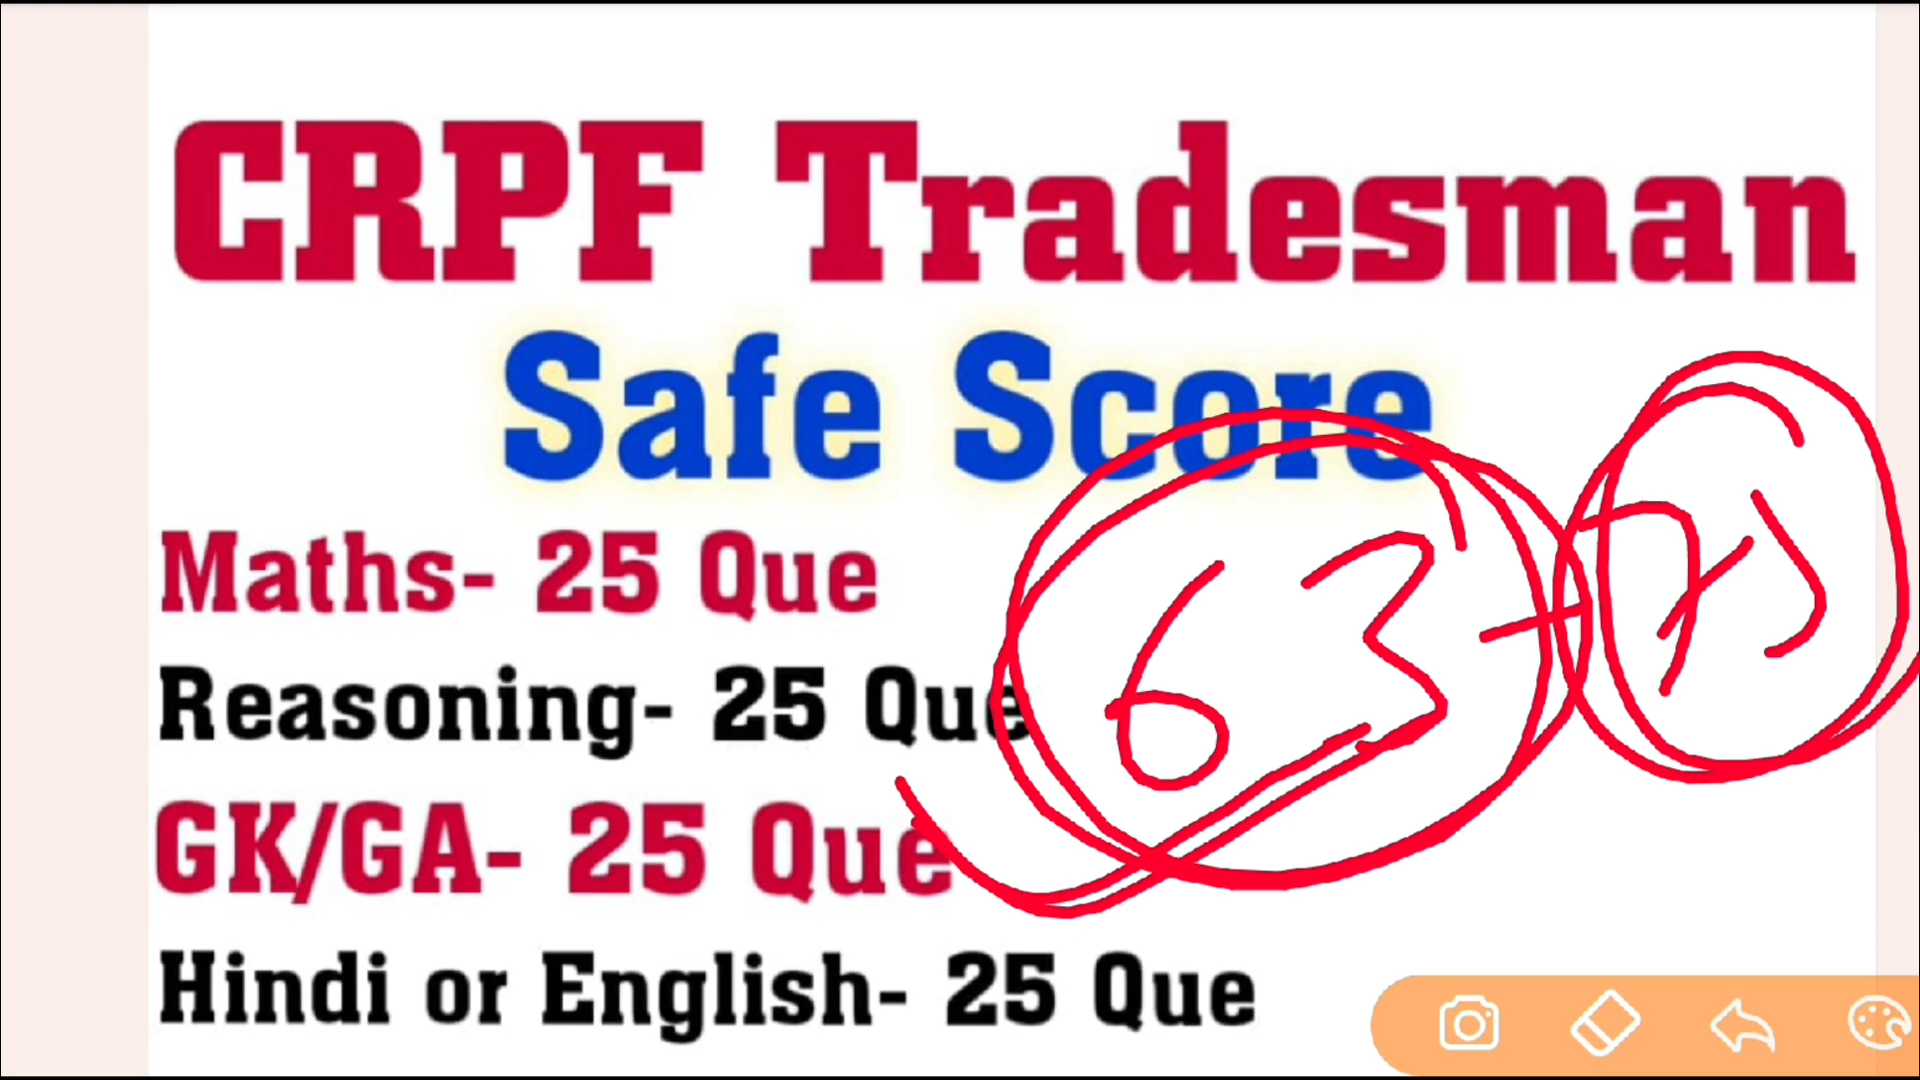 CRPF Tradesman
Safe Score
Maths- 25 Que
Reasoning- 25 Que
GK/GA- 25 Que
Hindi or English- 25 Que
63 - 75